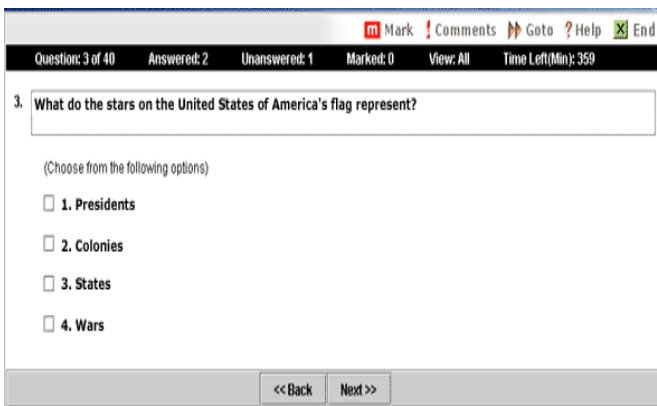 m Mark ! Comments Goto ? Help X End
Question: 3 of 40 Answered: 2 Unanswered: 1 Marked: 0 View: All Time Left(Min): 359
3. What do the stars on the United States of America's flag represent?
(Choose from the following options)
1. Presidents
2. Colonies
3. States
4. Wars
<< Back Next >>